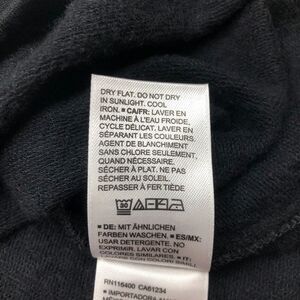 DRY FLAT. DO NOT DRY
IN SUNLIGHT. COOL
IRON. ■ CA/FR: LAVER EN
MACHINE À L'EAU FROIDE,
CYCLE DÉLICAT. LAVER EN
COULEURS SEPARÉES.
AGENT DE BLANCHIMENT
SANS CHLORE SEULEMENT,
QUAND NÉCESSAIRE.
SÉCHER À PLAT. NE PAS
SÉCHER AU SOLEIL.
REPASSER À FER TIÈDE
30
■ DE: MIT ÄHNLICHEN
FARBEN WASCHEN. ■ ES/MX:
USAR DETERGENTE. NO
EXPRIMIR. LAVAR CON
COLORES SIMILARES. ■ IT:
RN116400 CA61234
■ IMPORTADORA